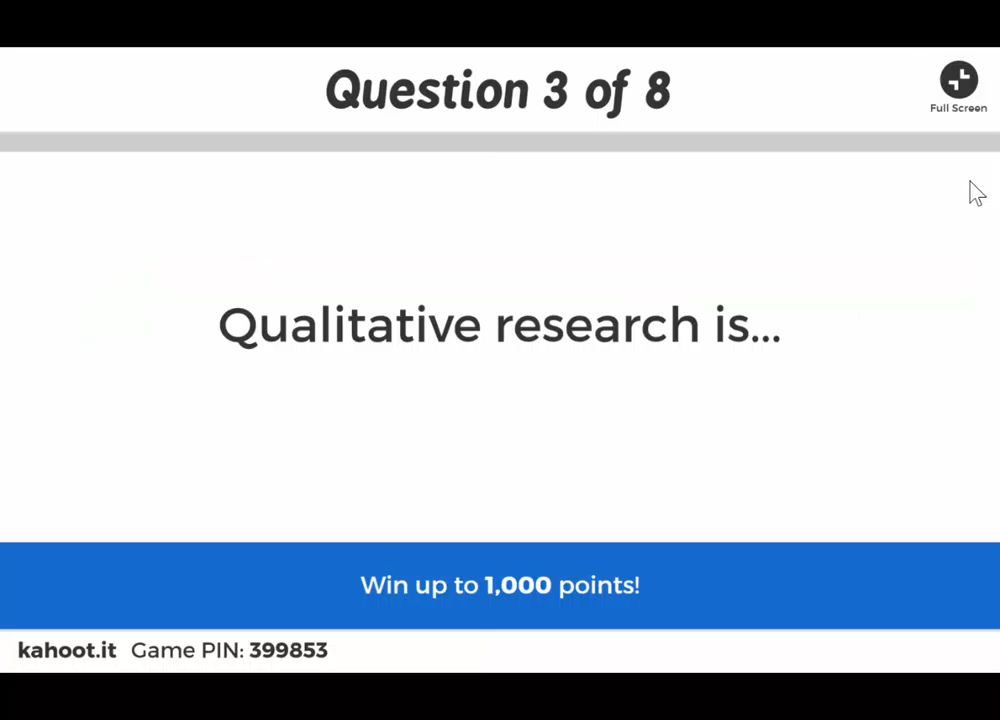 Question 3 of 8
Full Screen
Qualitative research is...
Win up to 1,000 points!
kahoot.it Game PIN: 399853